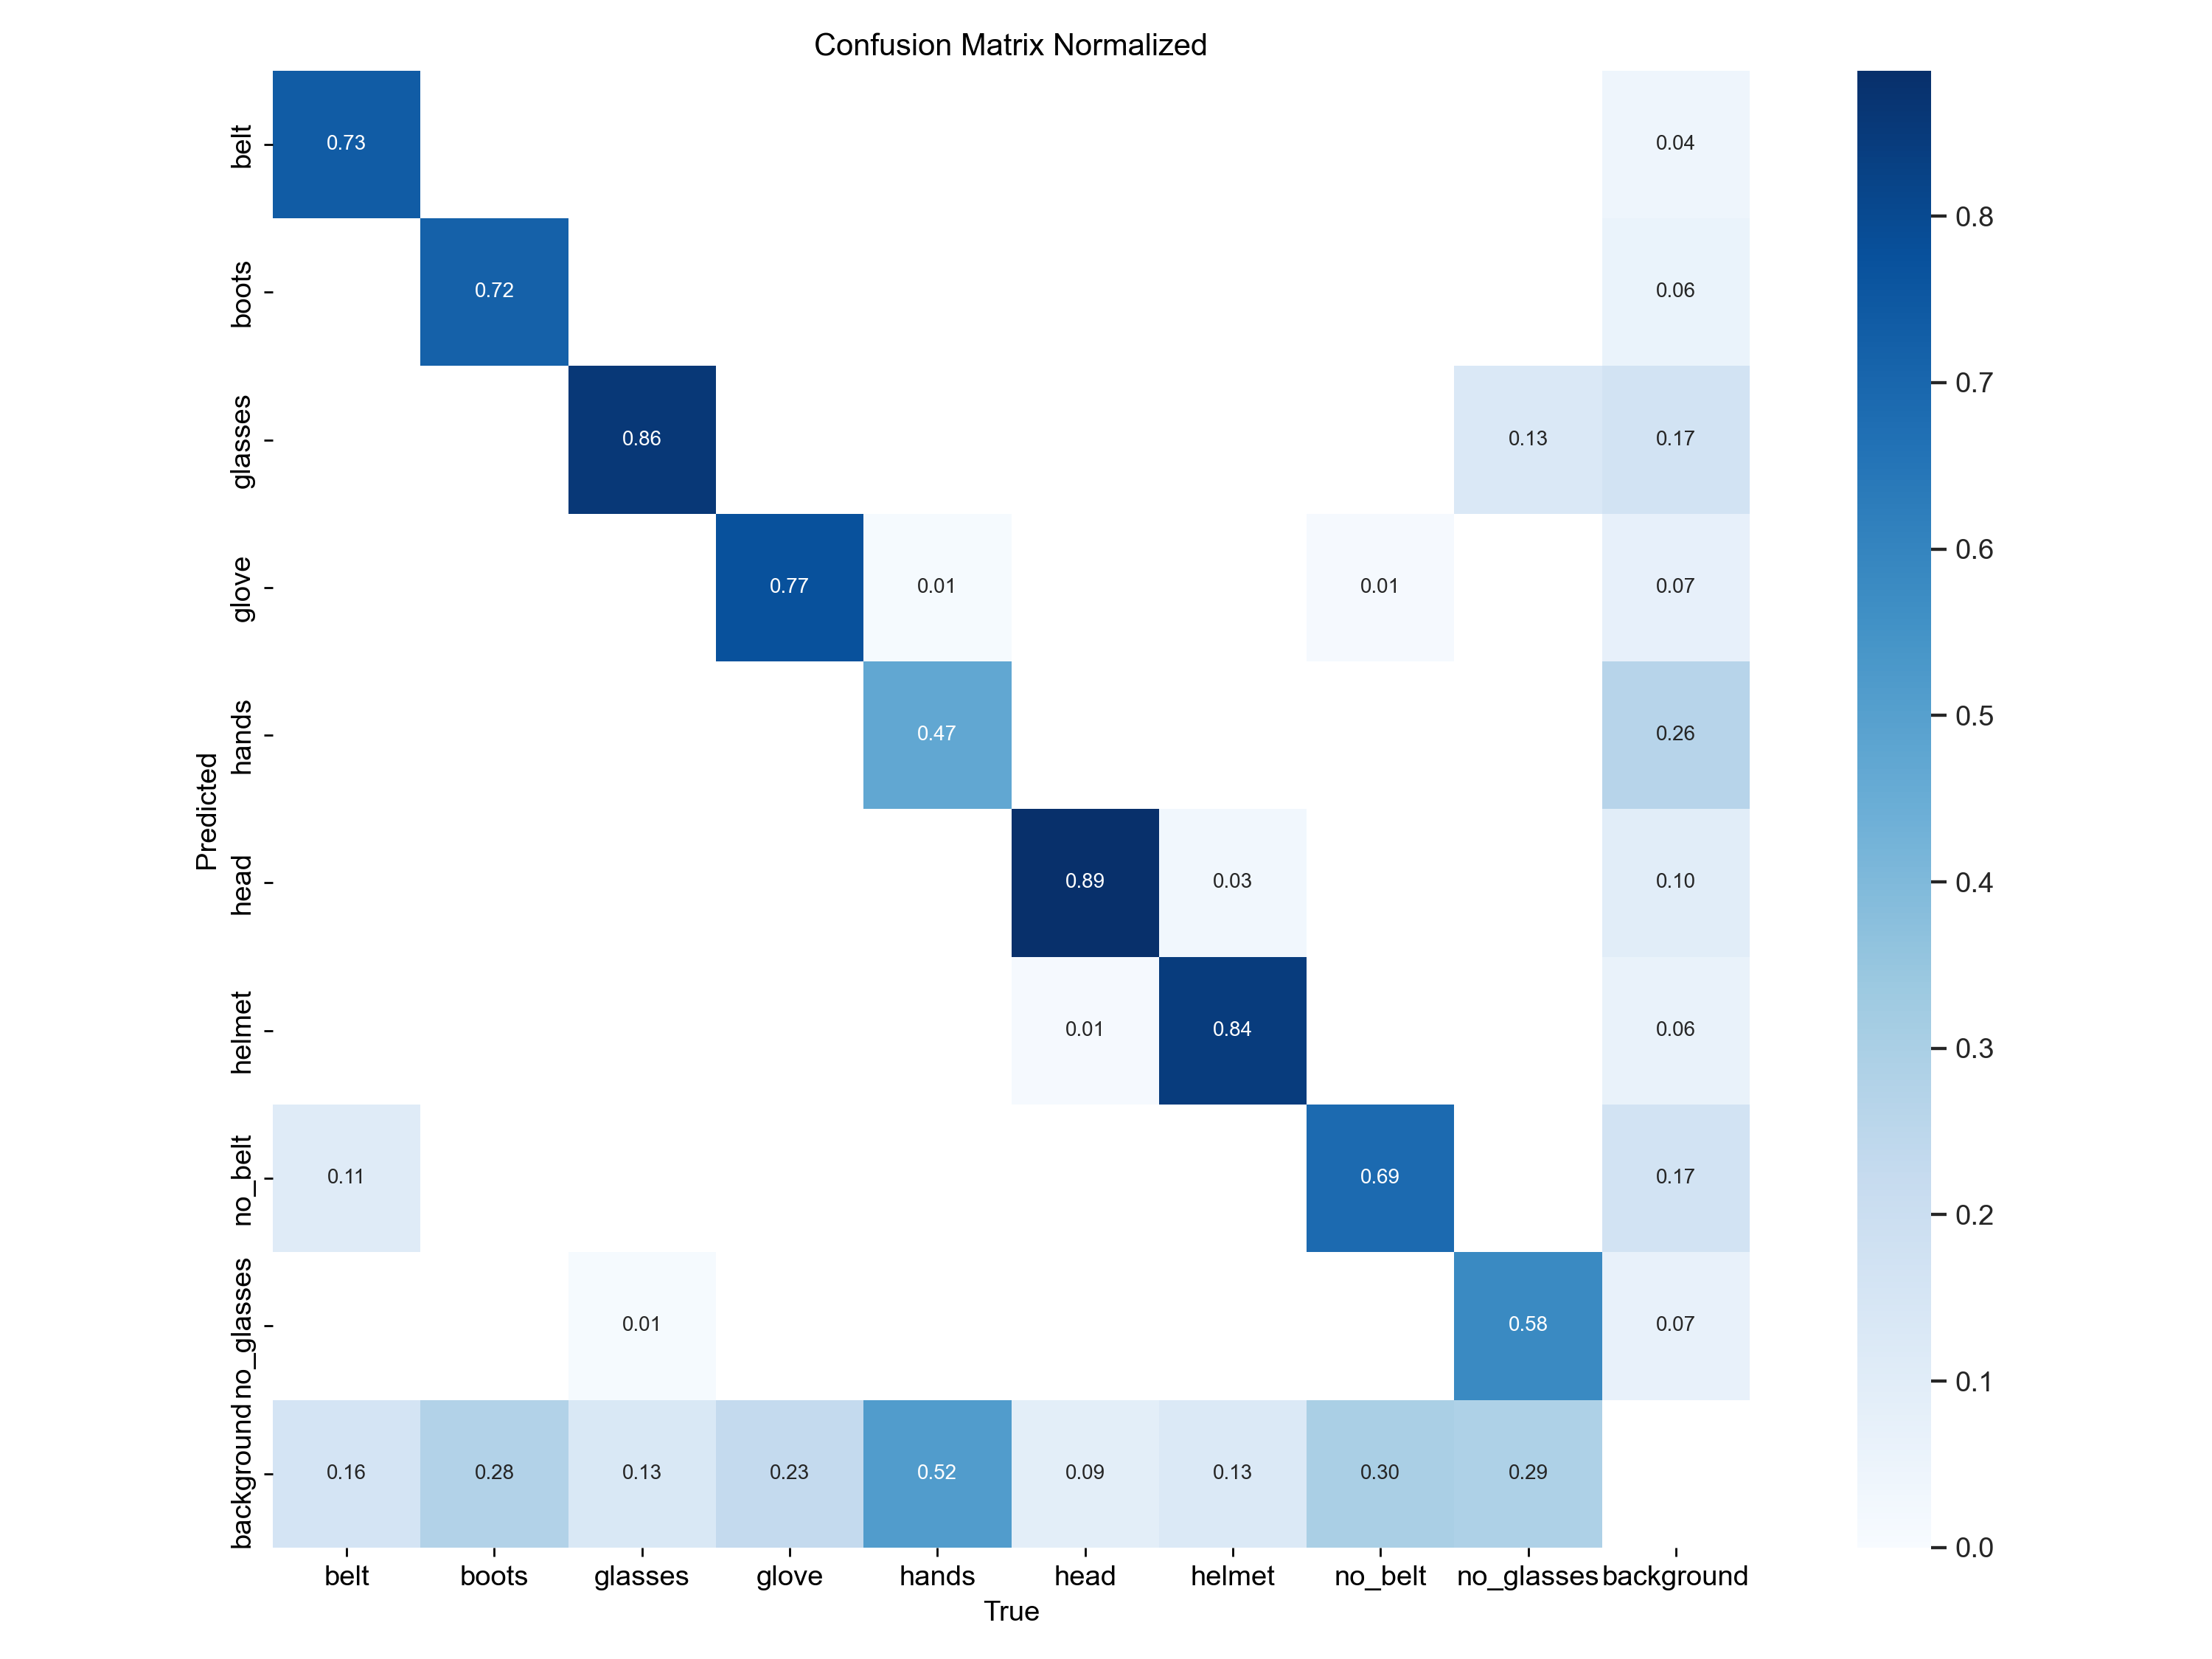 Confusion Matrix Normalized
belt
0.73
0.04
boots
0.72
0.06
glasses
0.86
0.13
0.17
glove
0.77
0.01
0.01
0.07
hands
0.47
0.26
head
0.89
0.03
0.10
helmet
0.01
0.84
0.06
no_belt
0.11
0.69
0.17
no_glasses
0.01
0.58
0.07
background
0.16
0.28
0.13
0.23
0.52
0.09
0.13
0.30
0.29
Predicted
belt
boots
glasses
glove
hands
head
helmet
no_belt
no_glasses
background
True
0.8
0.7
0.6
0.5
0.4
0.3
0.2
0.1
0.0